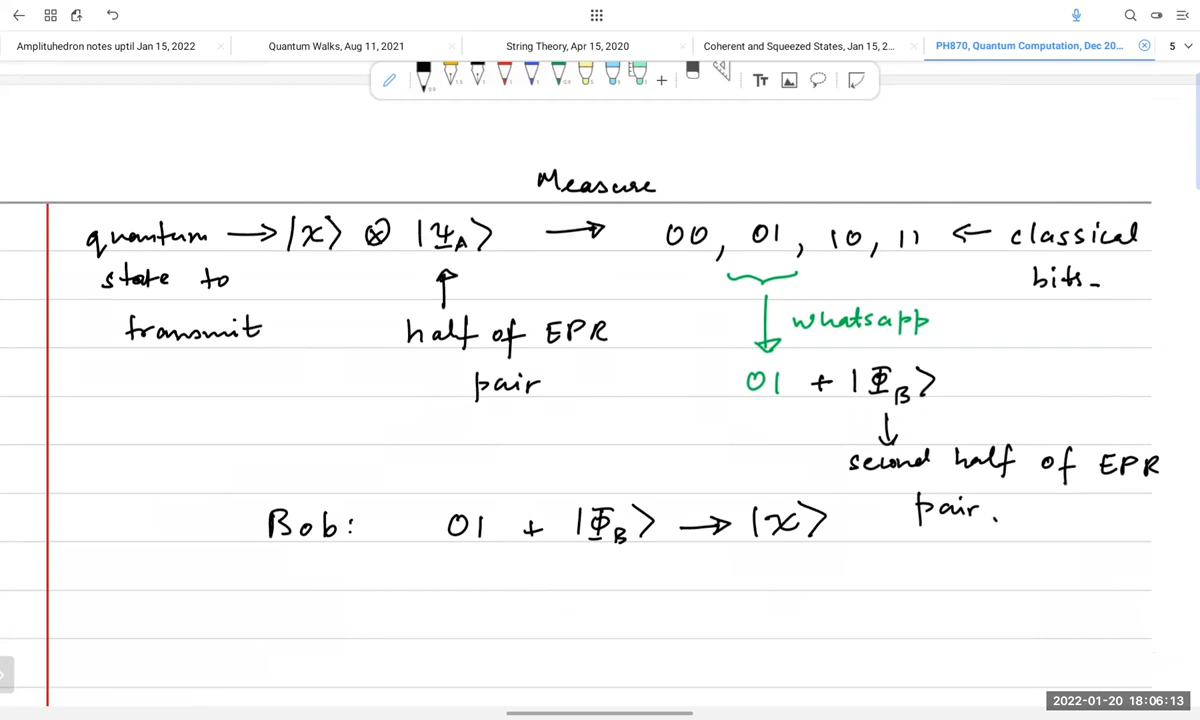 Amplituhedron notes uptil Jan 15, 2022
Quantum Walks, Aug 11, 2021
String Theory, Apr 15, 2020
Coherent and Squeezed States, Jan 15, 2...
PH870, Quantum Computation, Dec 20...
5
TT
Measure
quantum → |x⟩ ⊗ |Ψ_A⟩ → 00, 01, 10, 11 ← classical
state to ↑ bits.
transmit half of EPR ↓ whatsapp
pair 01 + |Φ_B⟩
↓
second half of EPR
pair.
Bob: 01 + |Φ_B⟩ → |x⟩
2022-01-20 18:06:13